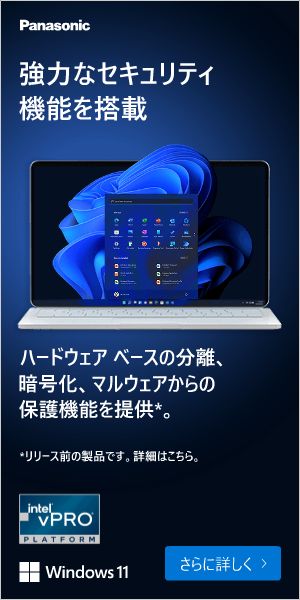 Panasonic
強力なセキュリティ
機能を搭載
ハードウェア ベースの分離、
暗号化、マルウェアからの
保護機能を提供*。
*リリース前の製品です。詳細はこちら。
intel
vPRO
PLATFORM
Windows 11
さらに詳しく